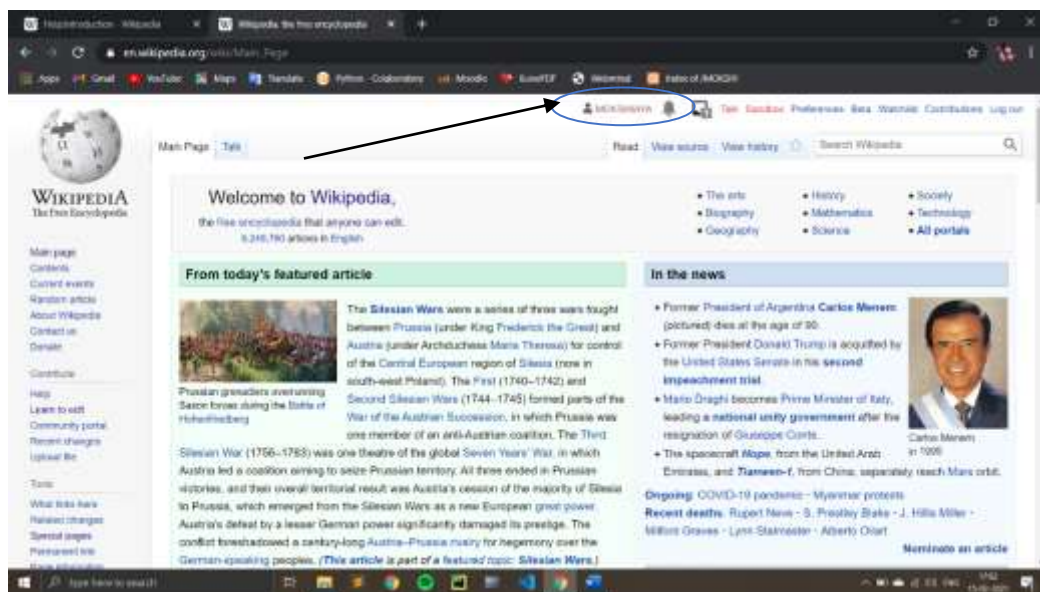 Wikipedia, the free encyclopedia
en.wikipedia.org/wiki/Main_Page
Apps Gmail YouTube Maps Translate Moodle
Talk Sandbox Preferences Beta Watchlist Contributions Log out
Main Page Talk Read View source View history Search Wikipedia
WIKIPEDIA
The Free Encyclopedia
Main page
Contents
Current events
Random article
About Wikipedia
Contact us
Donate
Contribute
Help
Learn to edit
Community portal
Recent changes
Upload file
Tools
What links here
Related changes
Special pages
Permanent link
Page information
Welcome to Wikipedia,
the free encyclopedia that anyone can edit.
articles in English
• The arts
• Biography
• Geography
• History
• Mathematics
• Science
• Society
• Technology
• All portals
From today's featured article
Prussian grenadiers overrunning
Saxon forces during the Battle of
Hohenfriedberg
The Silesian Wars were a series of three wars fought
between Prussia (under King Frederick the Great) and
Austria (under Archduchess Maria Theresa) for control
of the Central European region of Silesia (now in
south-west Poland). The First (1740–1742) and
Second Silesian Wars (1744–1745) formed parts of the
War of the Austrian Succession, in which Prussia was
one member of an anti-Austrian coalition. The Third
Silesian War (1756–1763) was one theatre of the global Seven Years' War, in which
Austria led a coalition aiming to seize Prussian territory. All three ended in Prussian
victories, and their overall territorial result was Austria's cession of the majority of Silesia
to Prussia, which emerged from the Silesian Wars as a new European great power.
Austria's defeat by a lesser German power significantly damaged its prestige. The
conflict foreshadowed a century-long Austria–Prussia rivalry for hegemony over the
German-speaking peoples. (This article is part of a featured topic: Silesian Wars.)
In the news
• Former President of Argentina Carlos Menem
(pictured) dies at the age of 90.
• Former President Donald Trump is acquitted by
the United States Senate in his second
impeachment trial.
• Mario Draghi becomes Prime Minister of Italy,
leading a national unity government after the
resignation of Giuseppe Conte.
• The spacecraft Hope, from the United Arab
Emirates, and Tianwen-1, from China, separately reach Mars orbit.
Carlos Menem
in 1995
Ongoing: COVID-19 pandemic · Myanmar protests
Recent deaths: Rupert Neve · S. Prestley Blake · J. Hillis Miller ·
Milford Graves · Lynn Stalmaster · Alberto Oliart
Nominate an article
Type here to search